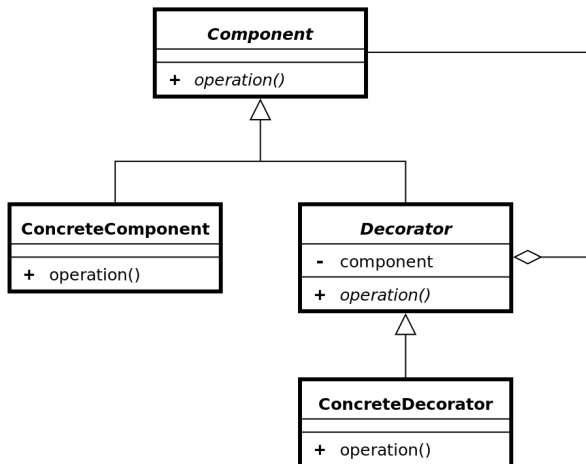 Component
+ operation()
ConcreteComponent
+ operation()
Decorator
- component
+ operation()
ConcreteDecorator
+ operation()